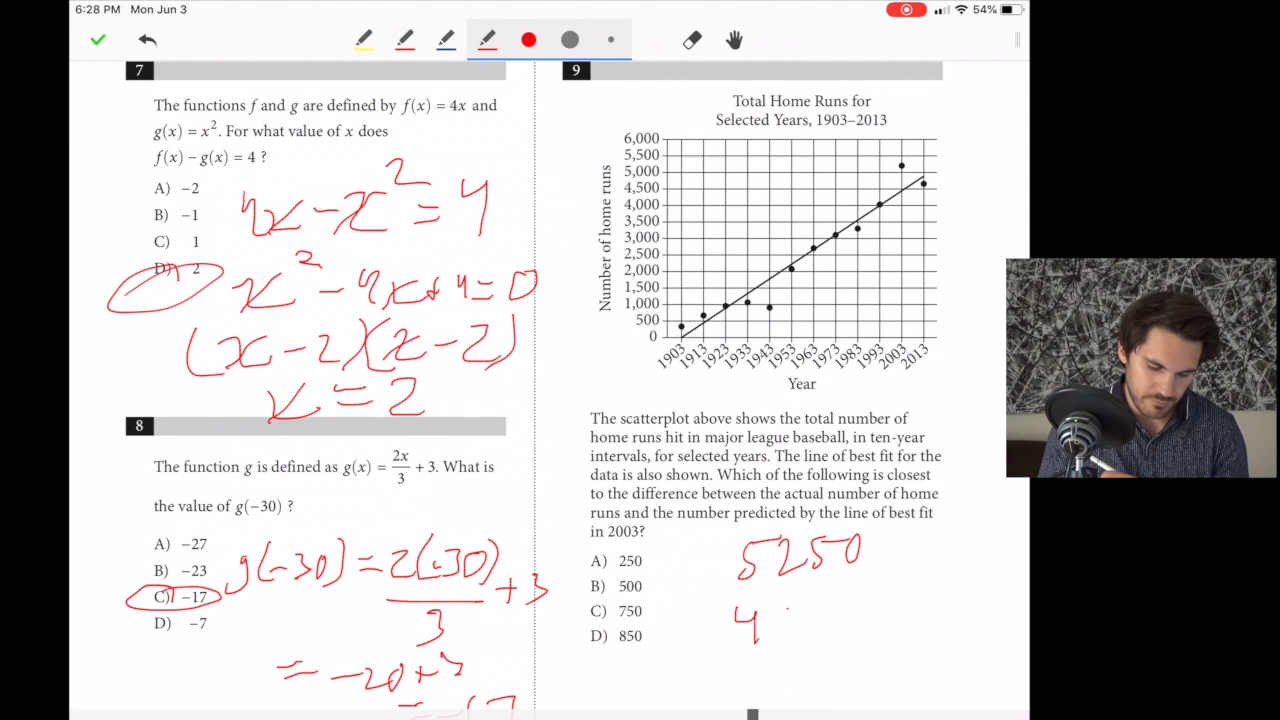 6:28 PM Mon Jun 3
54%
7
The functions f and g are defined by f(x) = 4x and
g(x) = x². For what value of x does
f(x) − g(x) = 4 ?
A) −2
B) −1
C) 1
D) 2
4x − x² = 4
x² − 4x + 4 = 0
(x − 2)(x − 2)
x = 2
8
The function g is defined as g(x) = 2x/3 + 3. What is
the value of g(−30) ?
A) −27
B) −23
C) −17
D) −7
g(−30) = 2(−30)/3 + 3
= −20 + 3
= −17
9
Total Home Runs for
Selected Years, 1903–2013
Number of home runs
6,000
5,500
5,000
4,500
4,000
3,500
3,000
2,500
2,000
1,500
1,000
500
0
1903 1913 1923 1933 1943 1953 1963 1973 1983 1993 2003 2013
Year
The scatterplot above shows the total number of
home runs hit in major league baseball, in ten-year
intervals, for selected years. The line of best fit for the
data is also shown. Which of the following is closest
to the difference between the actual number of home
runs and the number predicted by the line of best fit
in 2003?
A) 250
B) 500
C) 750
D) 850
5250
4